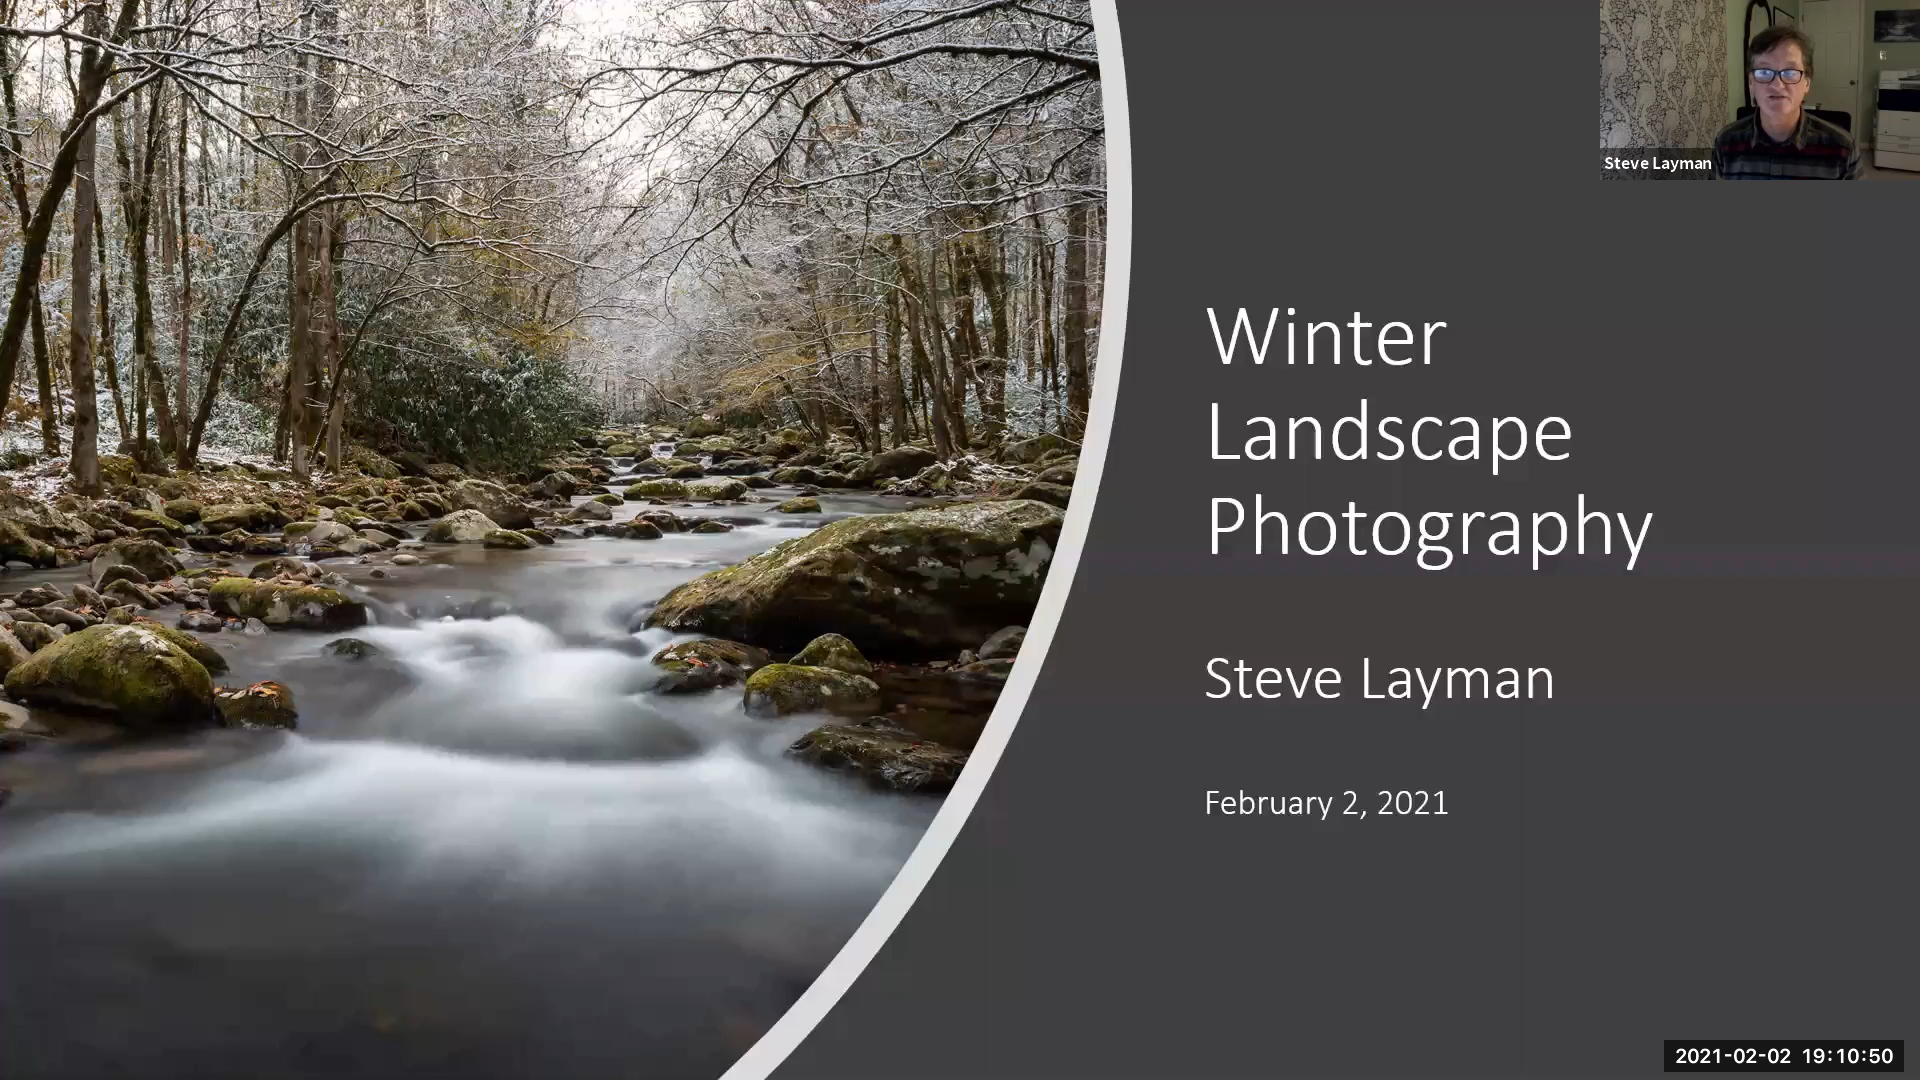 Steve Layman
Winter
Landscape
Photography
Steve Layman
February 2, 2021
2021-02-02 19:10:50